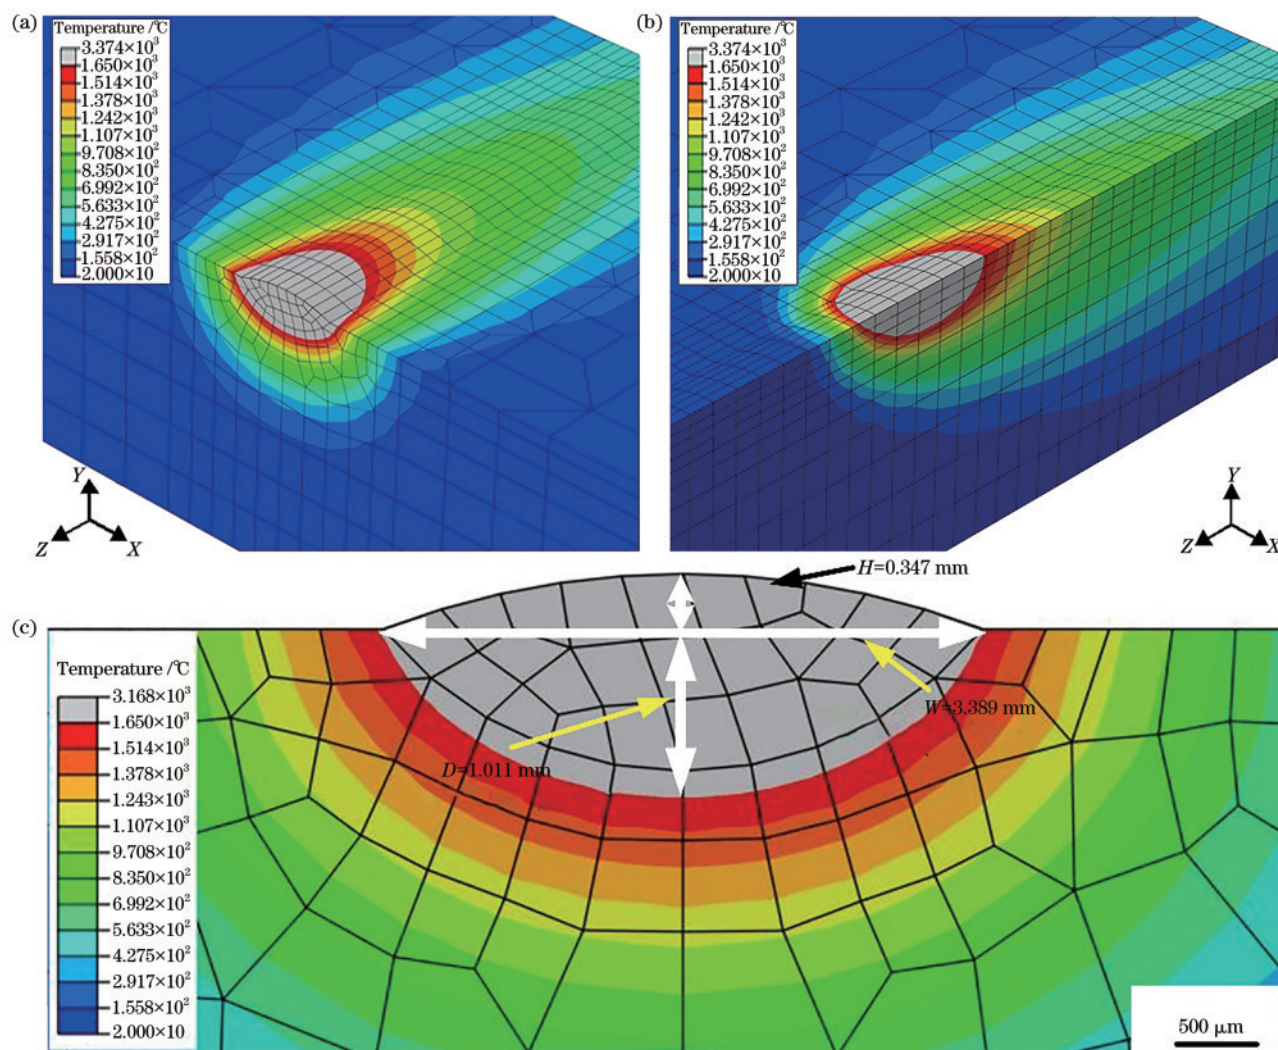 (a)
Temperature /℃
3.374×10³
1.650×10³
1.514×10³
1.378×10³
1.242×10³
1.107×10³
9.708×10²
8.350×10²
6.992×10²
5.633×10²
4.275×10²
2.917×10²
1.558×10²
2.000×10
Y
Z
X
(b)
Temperature /℃
3.374×10³
1.650×10³
1.514×10³
1.378×10³
1.242×10³
1.107×10³
9.708×10²
8.350×10²
6.992×10²
5.633×10²
4.275×10²
2.917×10²
1.558×10²
2.000×10
Y
Z
X
(c)
H=0.347 mm
W=3.389 mm
D=1.011 mm
Temperature /℃
3.168×10³
1.650×10³
1.514×10³
1.378×10³
1.243×10³
1.107×10³
9.708×10²
8.350×10²
6.992×10²
5.633×10²
4.275×10²
2.917×10²
1.558×10²
2.000×10
500 μm